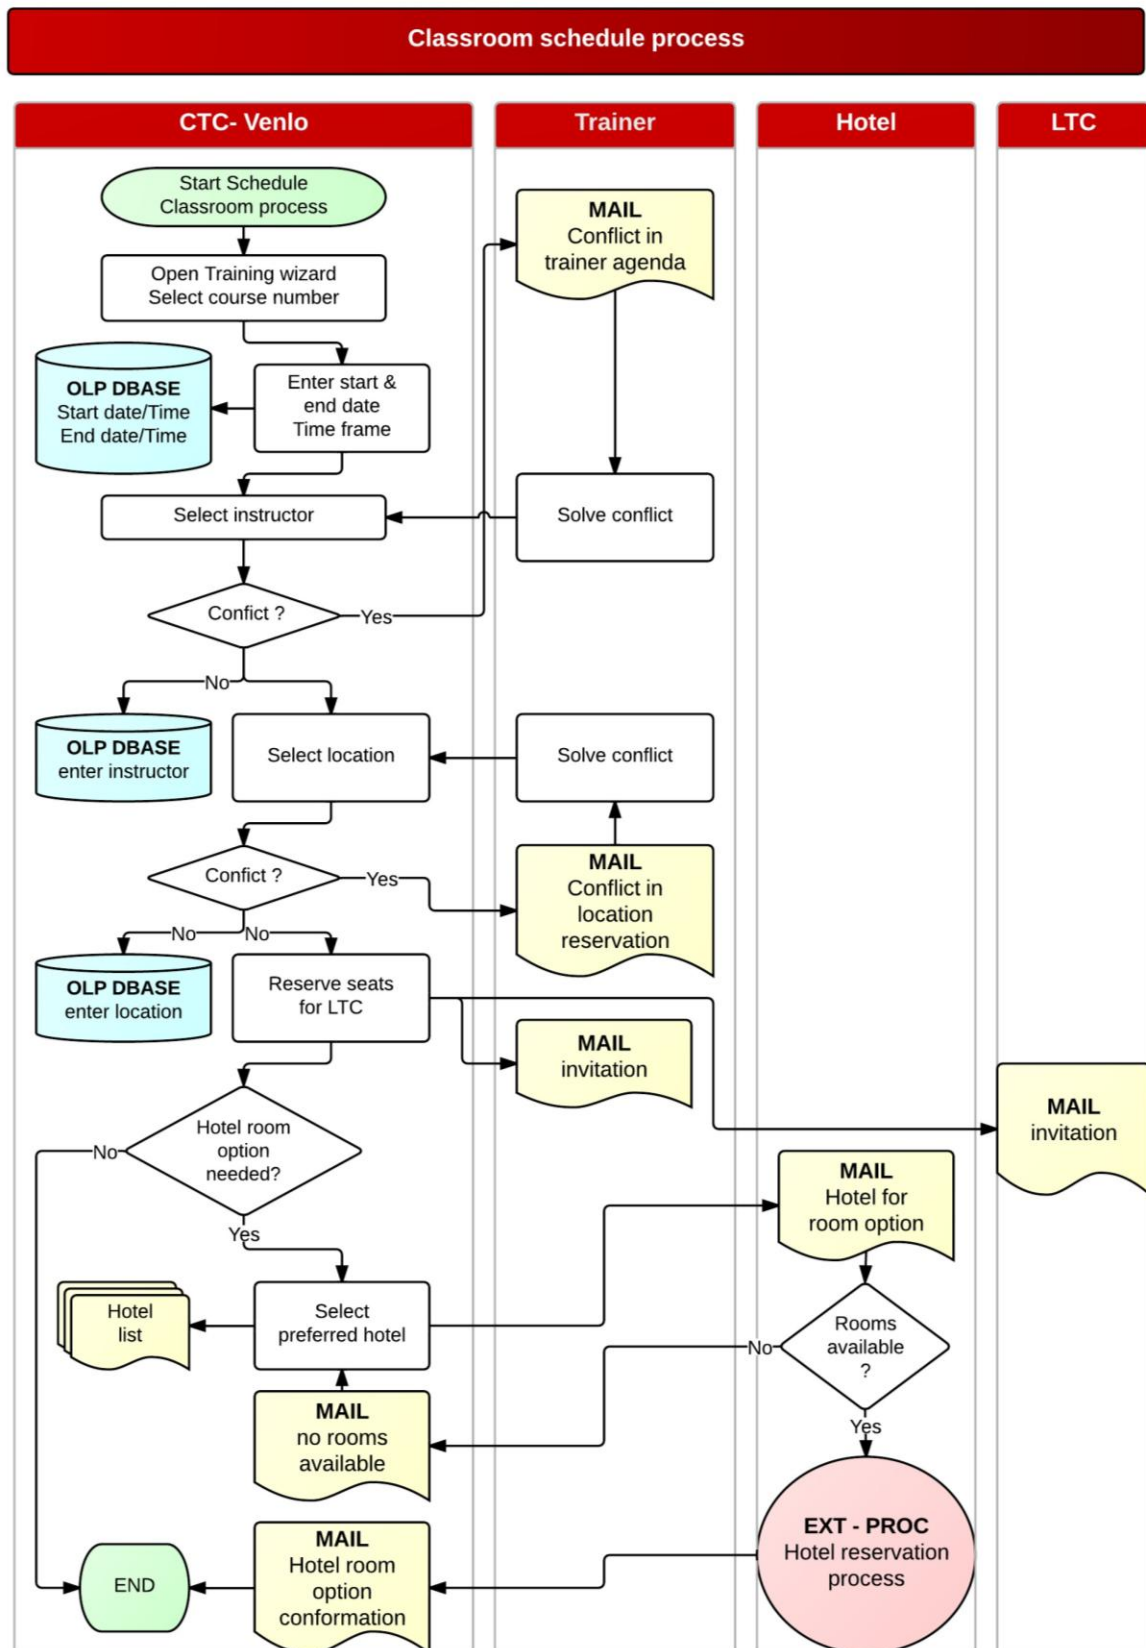 Classroom schedule process
CTC- Venlo
Trainer
Hotel
LTC
Start Schedule
Classroom process
MAIL
Conflict in
trainer agenda
Open Training wizard
Select course number
OLP DBASE
Start date/Time
End date/Time
Enter start &
end date
Time frame
Select instructor
Solve conflict
Confict ?
Yes
No
OLP DBASE
enter instructor
Select location
Solve conflict
Confict ?
Yes
MAIL
Conflict in
location
reservation
No
No
OLP DBASE
enter location
Reserve seats
for LTC
MAIL
invitation
MAIL
invitation
Hotel room
option
needed?
No
Yes
MAIL
Hotel for
room option
Hotel
list
Select
preferred hotel
Rooms
available
?
No
Yes
MAIL
no rooms
available
EXT - PROC
Hotel reservation
process
MAIL
Hotel room
option
conformation
END